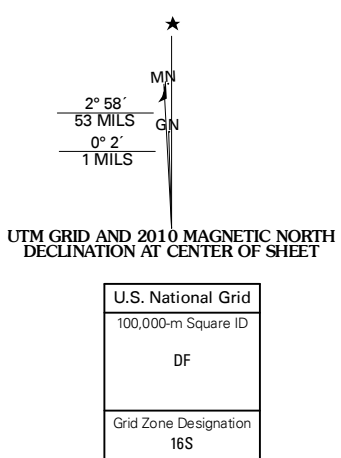 MN
2° 58´
53 MILS
GN
0° 2´
1 MILS
UTM GRID AND 2010 MAGNETIC NORTH
DECLINATION AT CENTER OF SHEET
U.S. National Grid
100,000-m Square ID
DF
Grid Zone Designation
16S